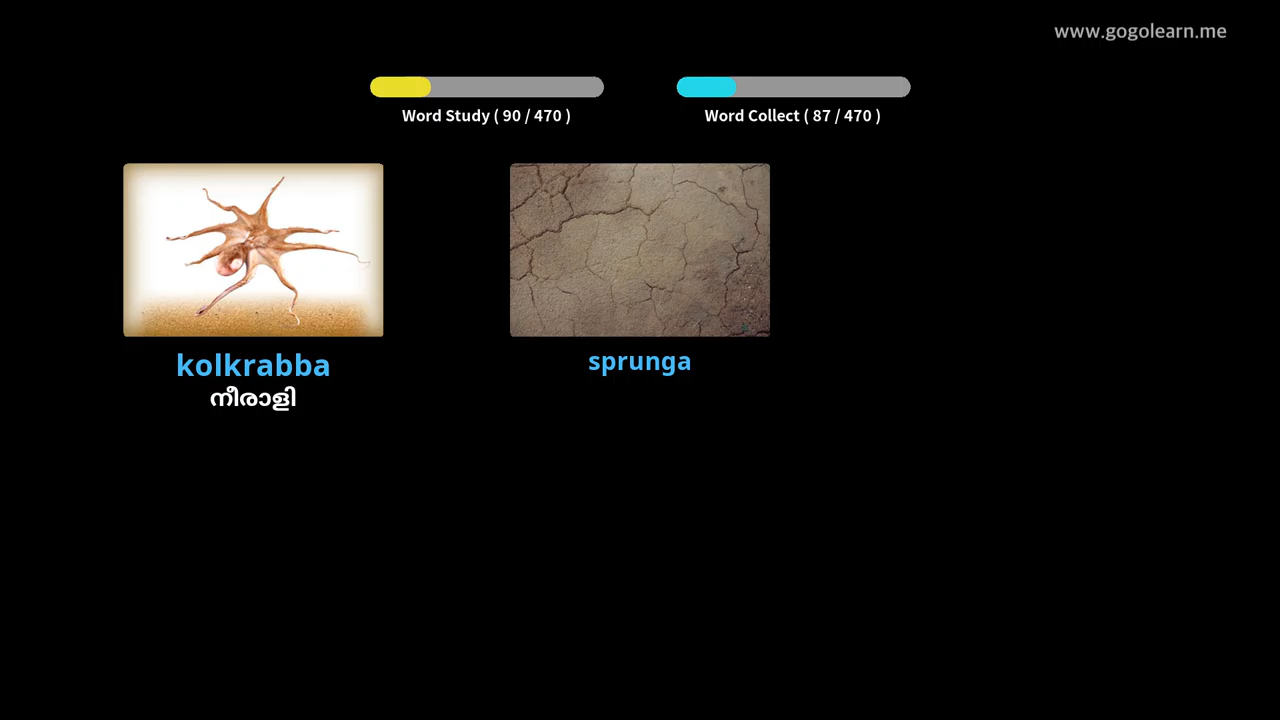 www.gogolearn.me
Word Study ( 90 / 470 )
Word Collect ( 87 / 470 )
kolkrabba
നീരാളി
sprunga